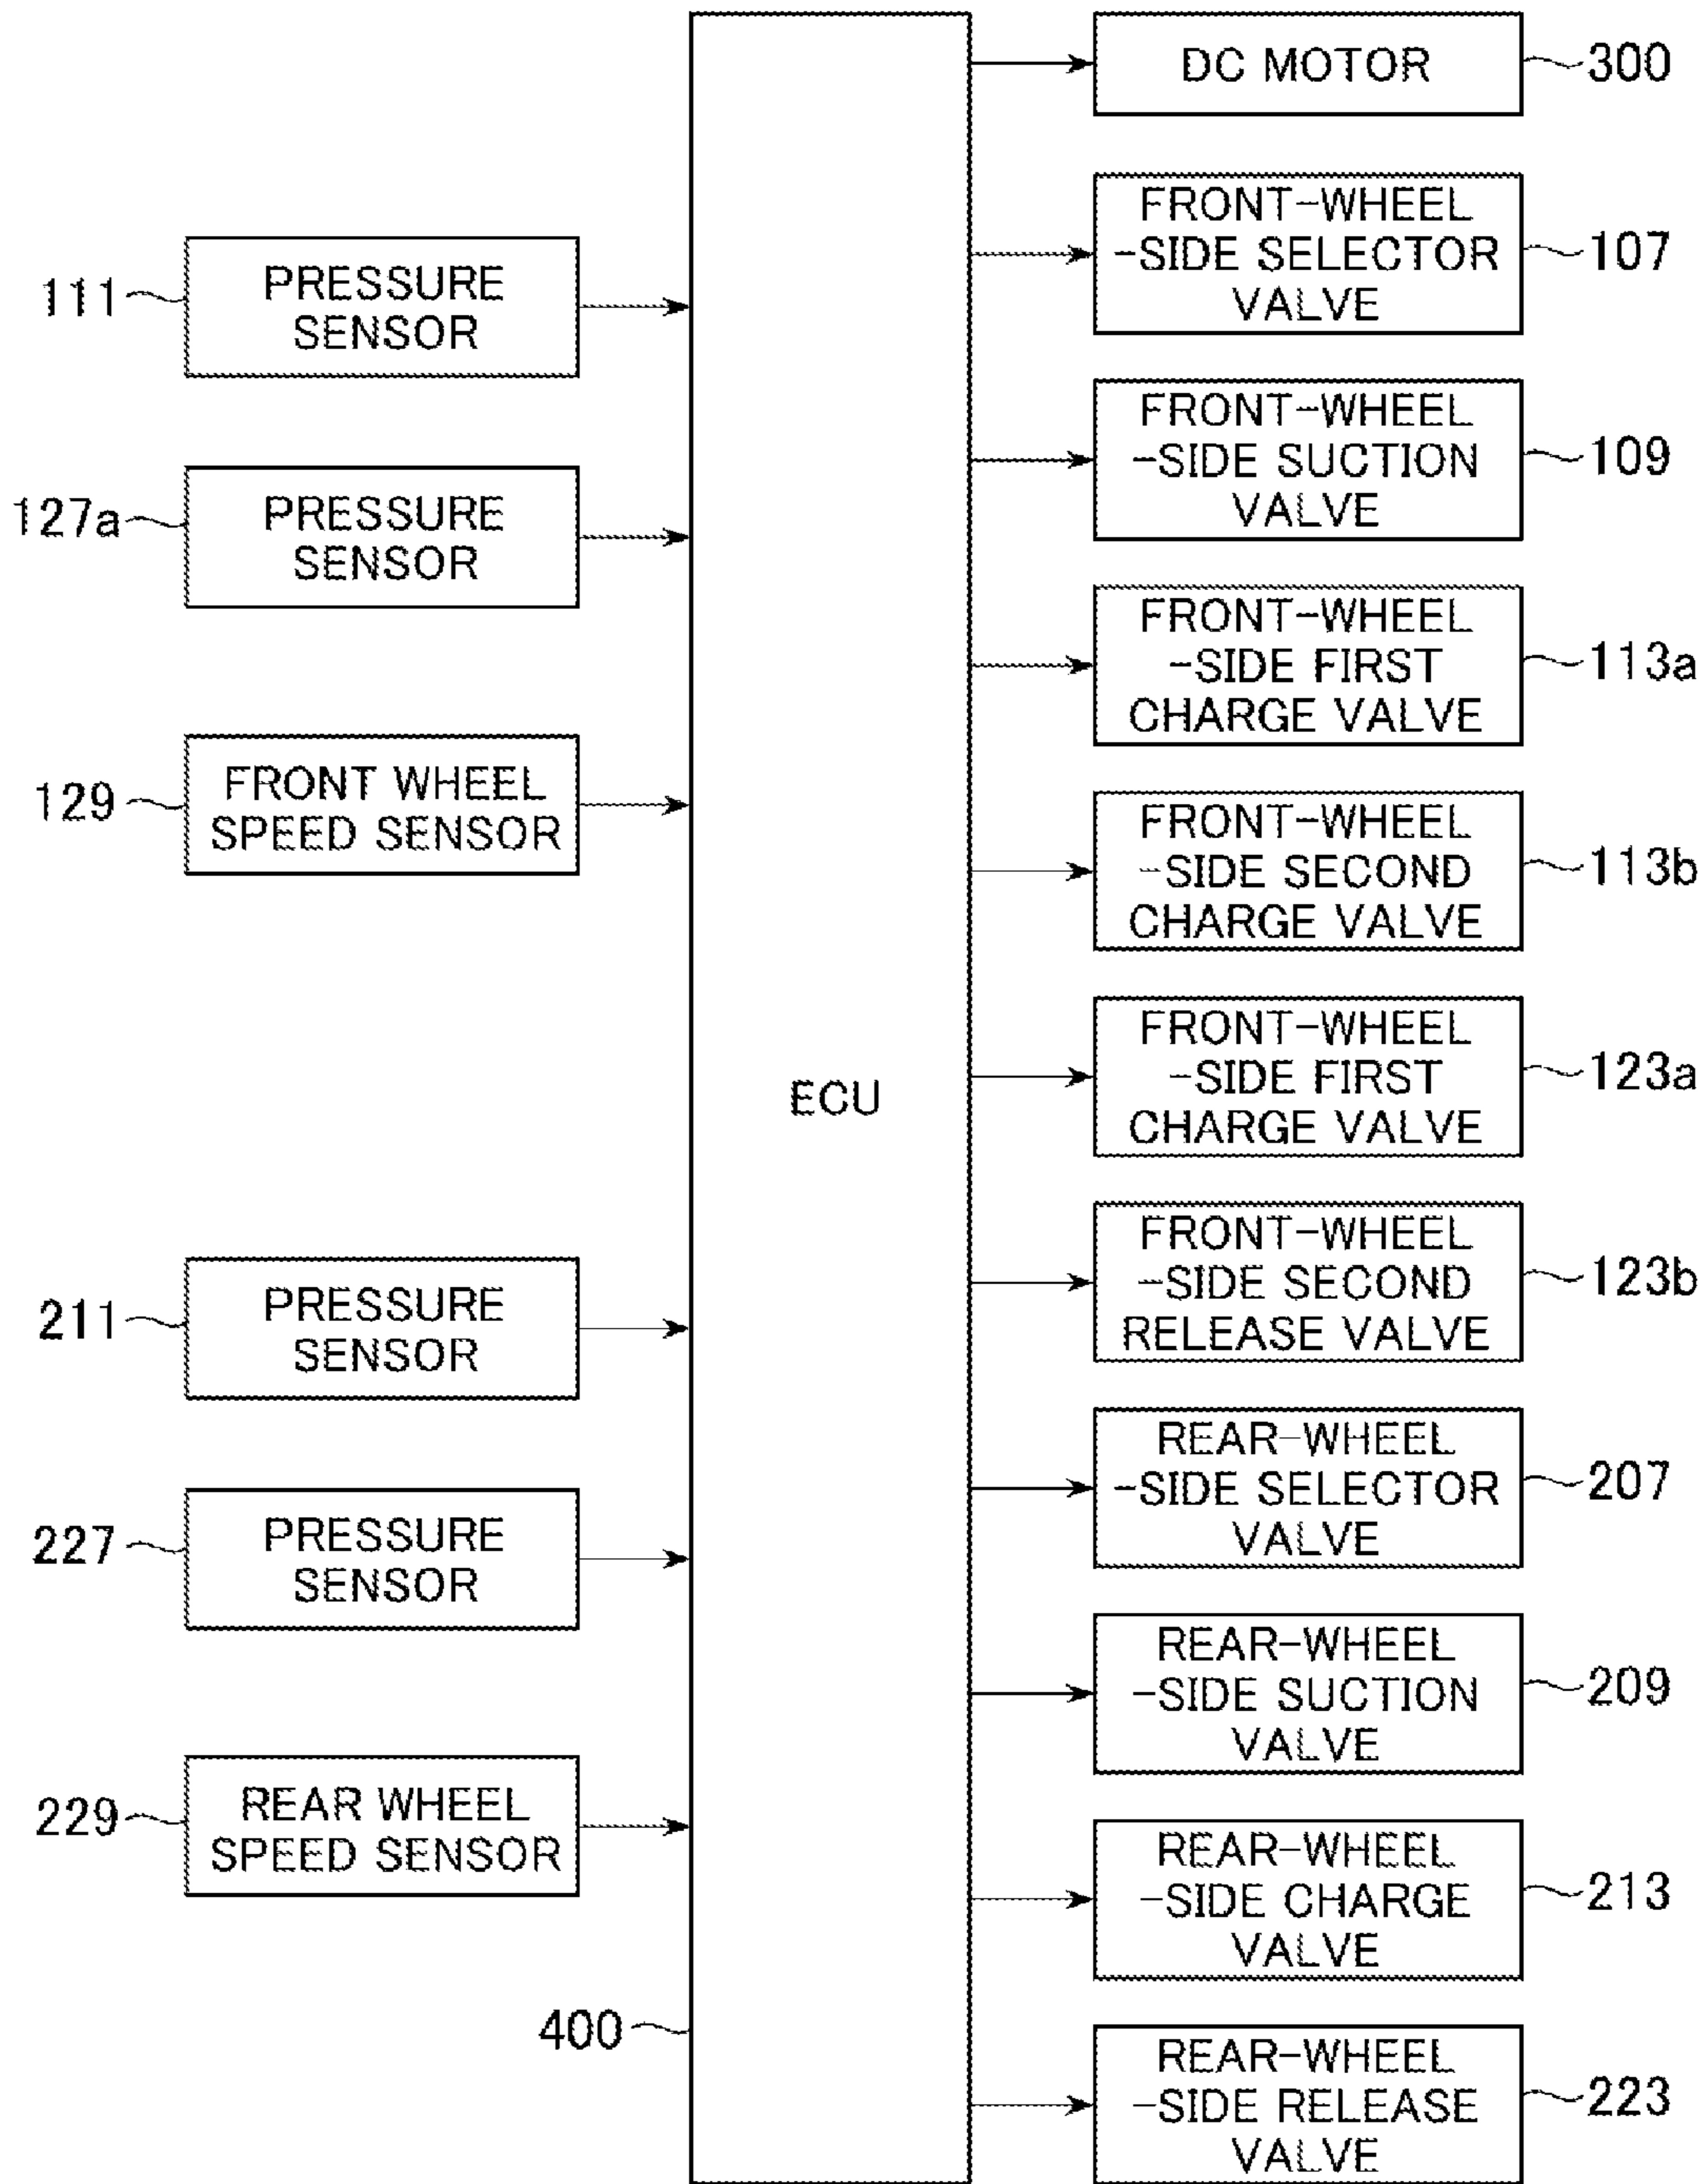 111
PRESSURE
SENSOR
127a
PRESSURE
SENSOR
129
FRONT WHEEL
SPEED SENSOR
211
PRESSURE
SENSOR
227
PRESSURE
SENSOR
229
REAR WHEEL
SPEED SENSOR
ECU
400
DC MOTOR
300
FRONT-WHEEL
-SIDE SELECTOR
VALVE
107
FRONT-WHEEL
-SIDE SUCTION
VALVE
109
FRONT-WHEEL
-SIDE FIRST
CHARGE VALVE
113a
FRONT-WHEEL
-SIDE SECOND
CHARGE VALVE
113b
FRONT-WHEEL
-SIDE FIRST
CHARGE VALVE
123a
FRONT-WHEEL
-SIDE SECOND
RELEASE VALVE
123b
REAR-WHEEL
-SIDE SELECTOR
VALVE
207
REAR-WHEEL
-SIDE SUCTION
VALVE
209
REAR-WHEEL
-SIDE CHARGE
VALVE
213
REAR-WHEEL
-SIDE RELEASE
VALVE
223